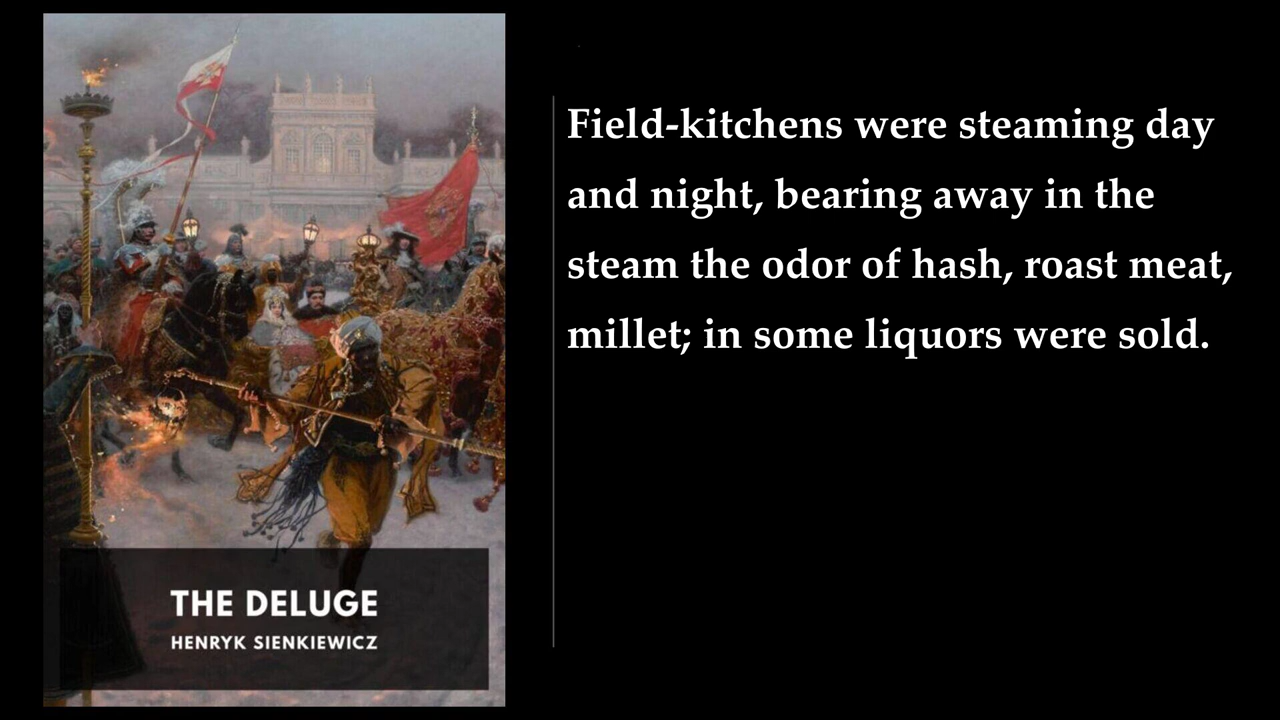 THE DELUGE
HENRYK SIENKIEWICZ
Field-kitchens were steaming day
and night, bearing away in the
steam the odor of hash, roast meat,
millet; in some liquors were sold.